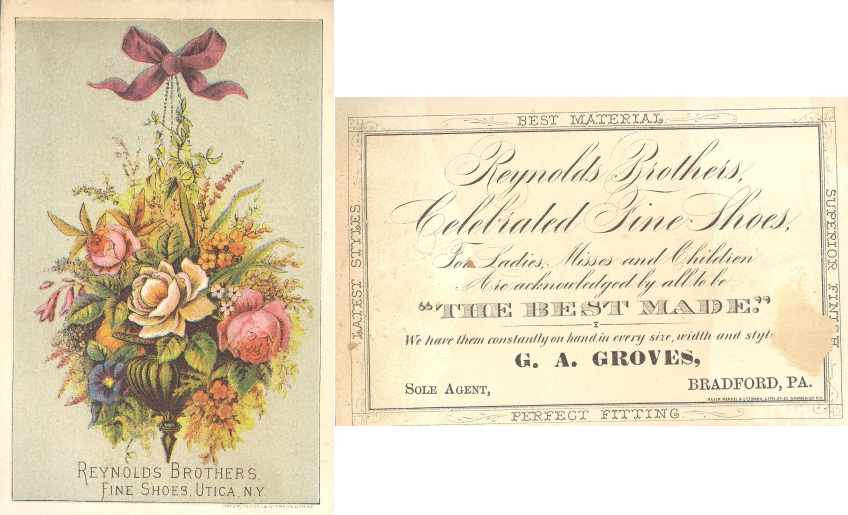 REYNOLDS BROTHERS.
FINE SHOES, UTICA, NY.
BEST MATERIAL
LATEST STYLES.
SUPERIOR FINISH
Reynolds Brothers,
Celebrated Fine Shoes,
For Ladies, Misses and Children
Are acknowledged by all to be
"THE BEST MADE."
We have them constantly on hand in every size, width and style
G. A. GROVES,
SOLE AGENT,
BRADFORD, PA.
PERFECT FITTING